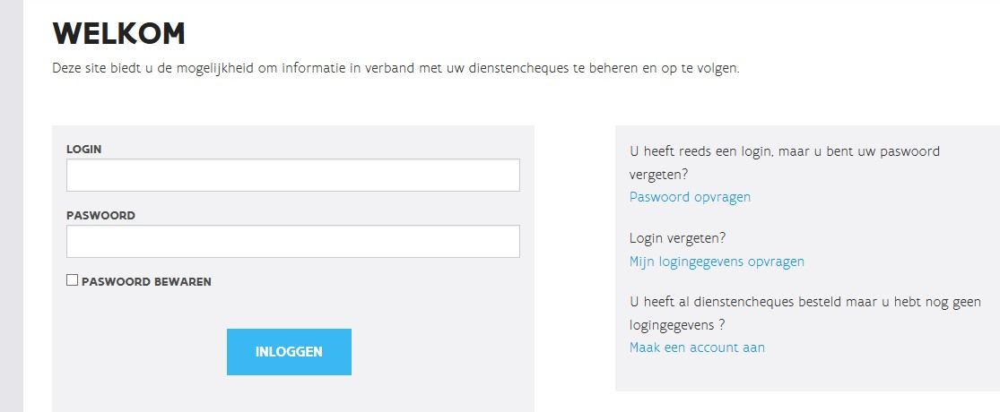 WELKOM
Deze site biedt u de mogelijkheid om informatie in verband met uw dienstencheques te beheren en op te volgen.
LOGIN
PASWOORD
PASWOORD BEWAREN
INLOGGEN
U heeft reeds een login, maar u bent uw paswoord
vergeten?
Paswoord opvragen
Login vergeten?
Mijn logingegevens opvragen
U heeft al dienstencheques besteld maar u hebt nog geen
logingegevens ?
Maak een account aan